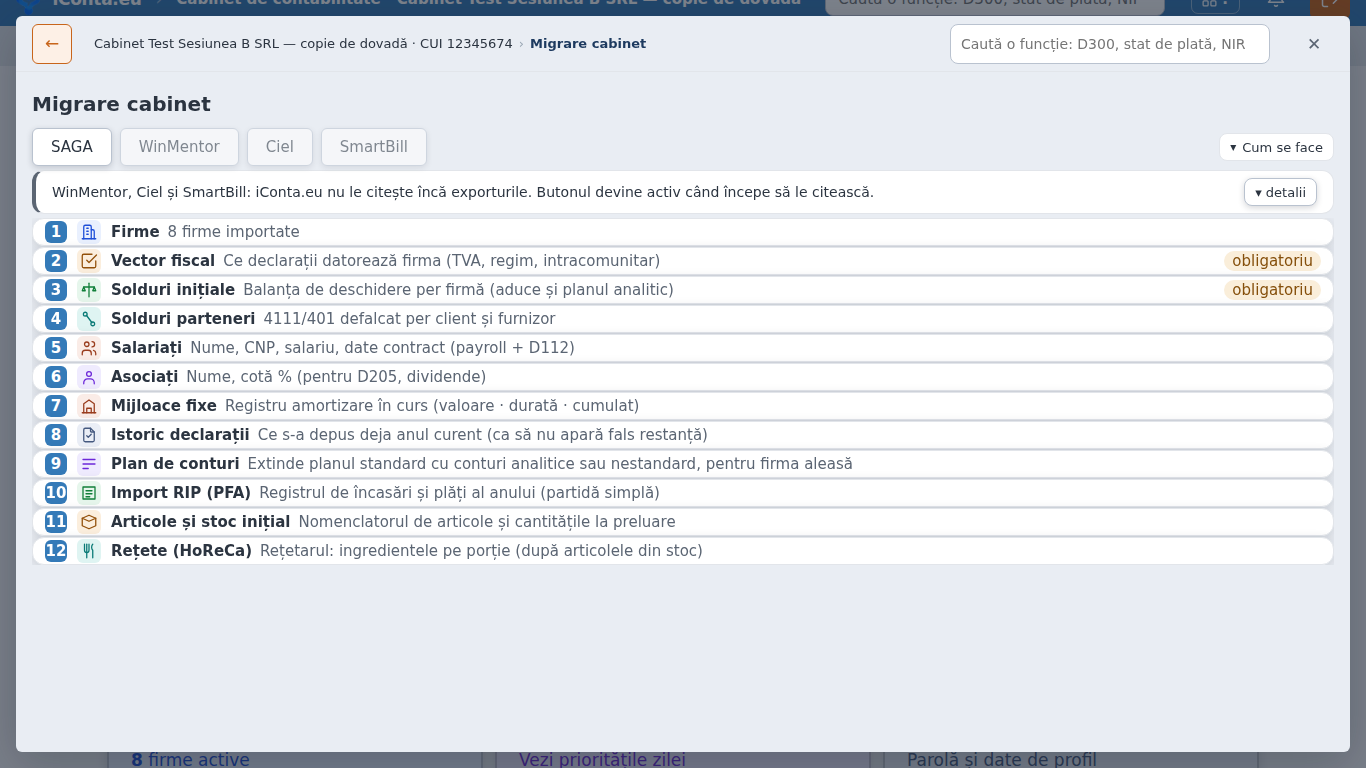 Cabinet Test Sesiunea B SRL — copie de dovadă · CUI 12345674 › Migrare cabinet
Caută o funcție: D300, stat de plată, NIR
✕
Migrare cabinet
SAGA
WinMentor
Ciel
SmartBill
▾ Cum se face
WinMentor, Ciel și SmartBill: iConta.eu nu le citește încă exporturile. Butonul devine activ când începe să le citească.
▾ detalii
1 Firme 8 firme importate
2 Vector fiscal Ce declarații datorează firma (TVA, regim, intracomunitar) obligatoriu
3 Solduri inițiale Balanța de deschidere per firmă (aduce și planul analitic) obligatoriu
4 Solduri parteneri 4111/401 defalcat per client și furnizor
5 Salariați Nume, CNP, salariu, date contract (payroll + D112)
6 Asociați Nume, cotă % (pentru D205, dividende)
7 Mijloace fixe Registru amortizare în curs (valoare · durată · cumulat)
8 Istoric declarații Ce s-a depus deja anul curent (ca să nu apară fals restanță)
9 Plan de conturi Extinde planul standard cu conturi analitice sau nestandard, pentru firma aleasă
10 Import RIP (PFA) Registrul de încasări și plăți al anului (partidă simplă)
11 Articole și stoc inițial Nomenclatorul de articole și cantitățile la preluare
12 Rețete (HoReCa) Rețetarul: ingredientele pe porție (după articolele din stoc)
8 firme active
Vezi prioritățile zilei
Parolă și date de profil